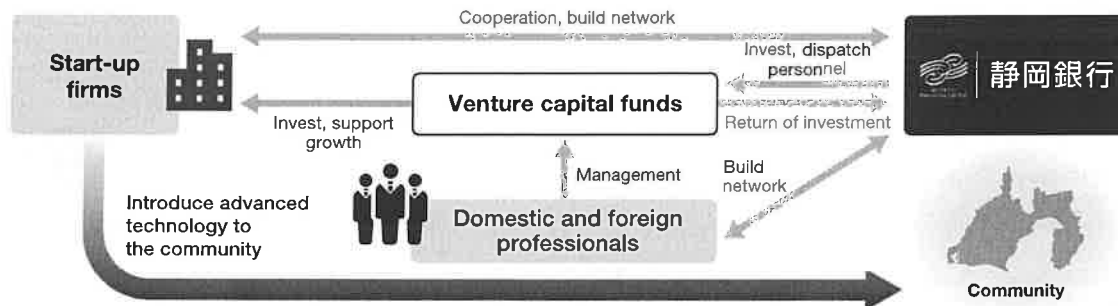 Cooperation, build network
Start-up
firms
Invest, dispatch
personnel
Venture capital funds
静岡銀行
Invest, support
growth
Return of investment
Management
Build
network
Introduce advanced
technology to
the community
Domestic and foreign
professionals
Community